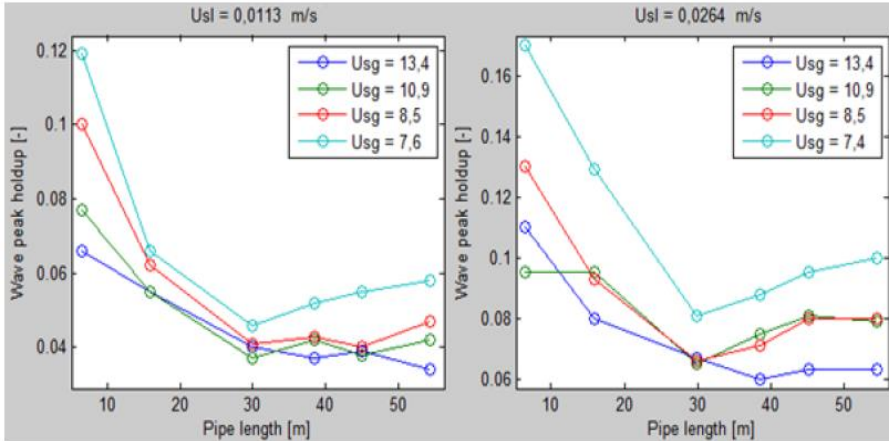 Usl = 0,0113 m/s
0.12
0.1
0.08
0.06
0.04
Wave peak holdup [-]
Usg = 13,4
Usg = 10,9
Usg = 8,5
Usg = 7,6
10 20 30 40 50
Pipe length [m]
Usl = 0,0264 m/s
0.16
0.14
0.12
0.1
0.08
0.06
Wave peak holdup [-]
Usg = 13,4
Usg = 10,9
Usg = 8,5
Usg = 7,4
10 20 30 40 50
Pipe length [m]